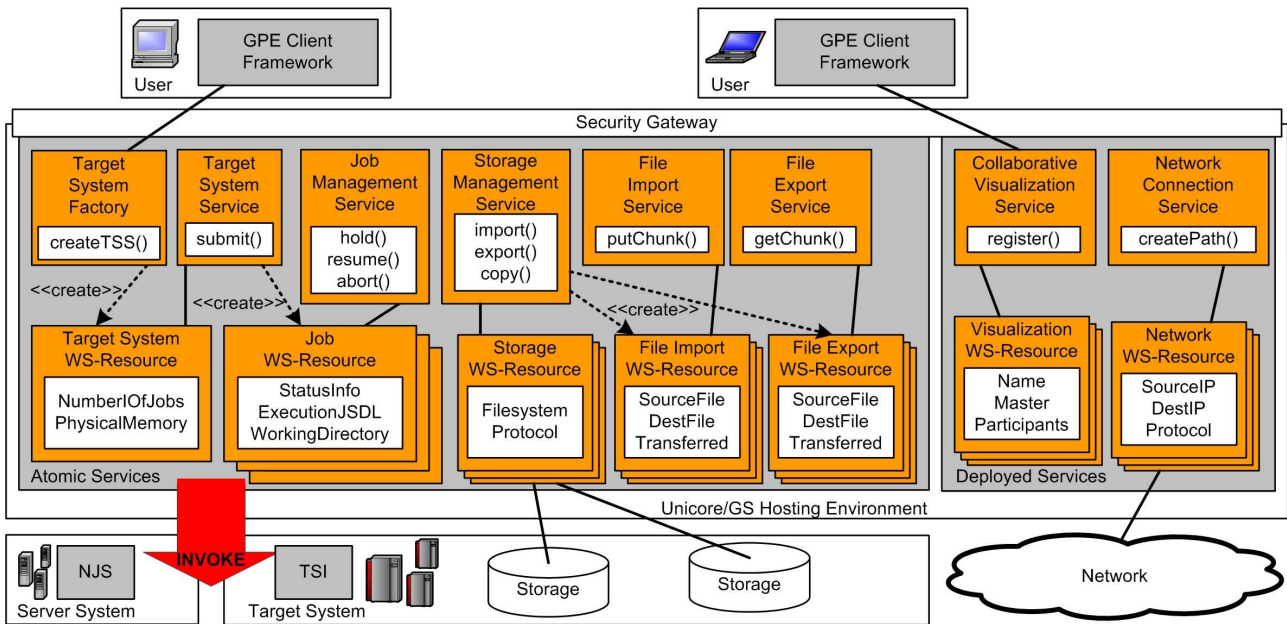 GPE Client
Framework
User
GPE Client
Framework
User
Security Gateway
Target
System
Factory
createTSS()
Target
System
Service
submit()
Job
Management
Service
hold()
resume()
abort()
Storage
Management
Service
import()
export()
copy()
File
Import
Service
putChunk()
File
Export
Service
getChunk()
Collaborative
Visualization
Service
register()
Network
Connection
Service
createPath()
<<create>>
<<create>>
<<create>>
Target System
WS-Resource
NumberIOfJobs
PhysicalMemory
Job
WS-Resource
StatusInfo
ExecutionJSDL
WorkingDirectory
Storage
WS-Resource
Filesystem
Protocol
File Import
WS-Resource
SourceFile
DestFile
Transferred
File Export
WS-Resource
SourceFile
DestFile
Transferred
Visualization
WS-Resource
Name
Master
Participants
Network
WS-Resource
SourceIP
DestIP
Protocol
Atomic Services
Deployed Services
Unicore/GS Hosting Environment
INVOKE
NJS
Server System
TSI
Target System
Storage
Storage
Network